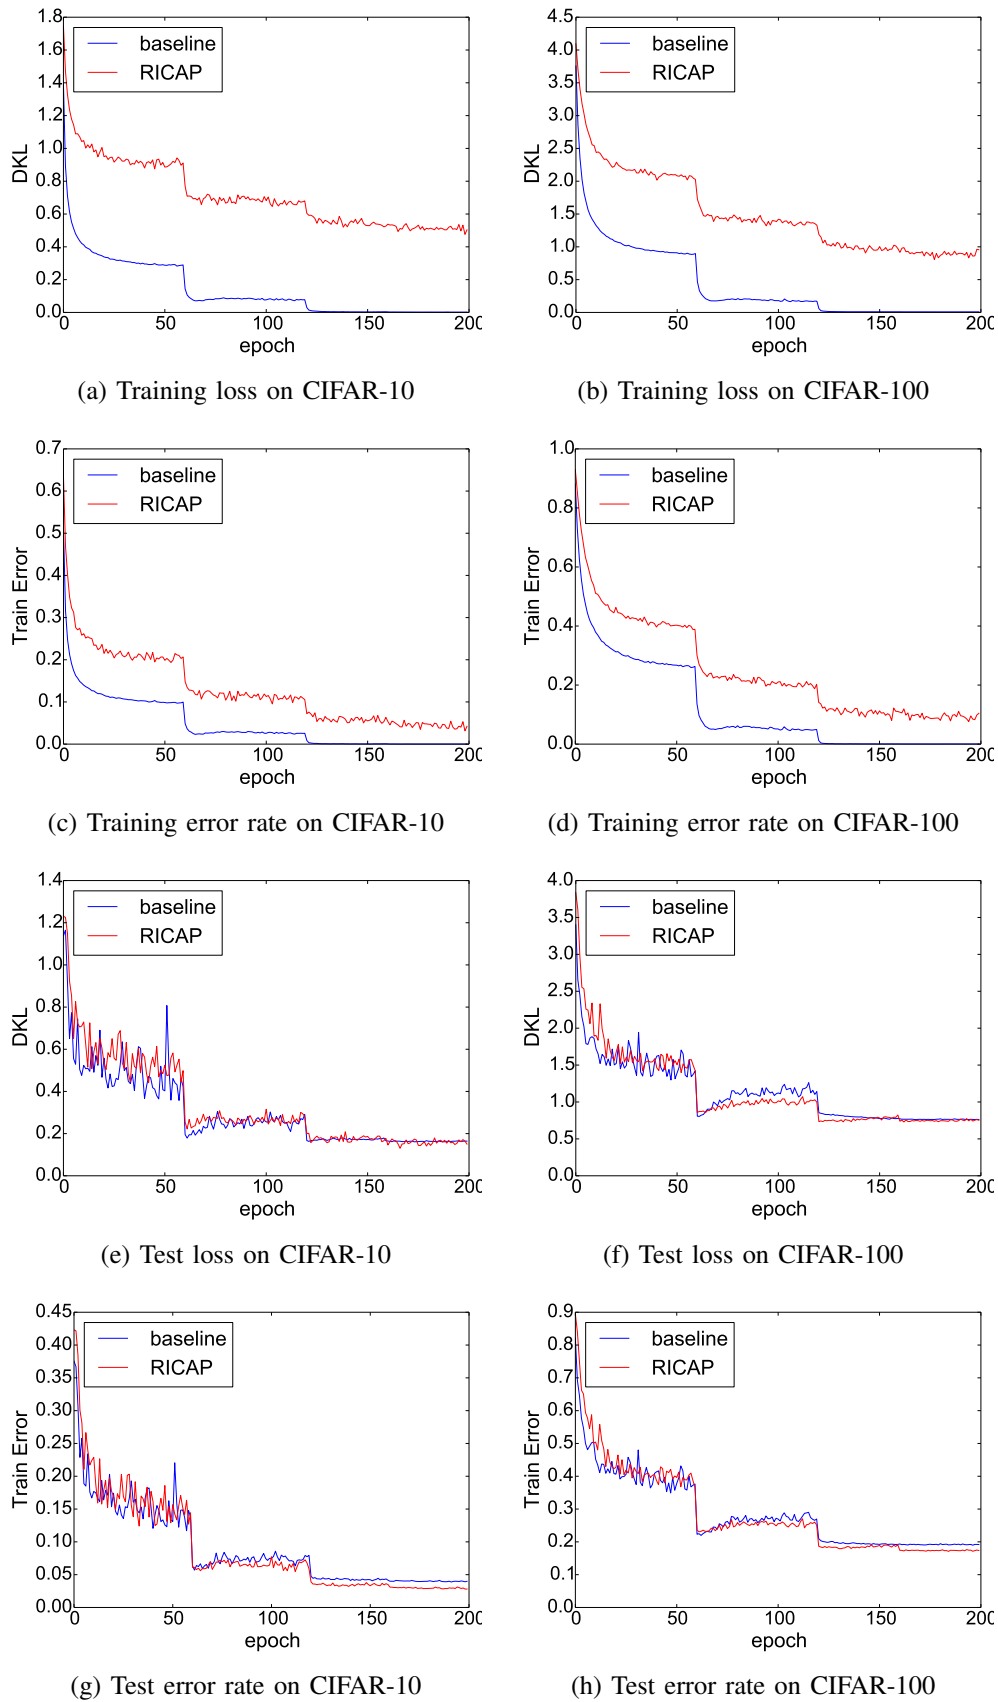 1.8
1.6
1.4
1.2
1.0
0.8
0.6
0.4
0.2
0.0
DKL
baseline
RICAP
0 50 100 150 200
epoch
(a) Training loss on CIFAR-10
4.5
4.0
3.5
3.0
2.5
2.0
1.5
1.0
0.5
0.0
DKL
baseline
RICAP
0 50 100 150 200
epoch
(b) Training loss on CIFAR-100
0.7
0.6
0.5
0.4
0.3
0.2
0.1
0.0
Train Error
baseline
RICAP
0 50 100 150 200
epoch
(c) Training error rate on CIFAR-10
1.0
0.8
0.6
0.4
0.2
0.0
Train Error
baseline
RICAP
0 50 100 150 200
epoch
(d) Training error rate on CIFAR-100
1.4
1.2
1.0
0.8
0.6
0.4
0.2
0.0
DKL
baseline
RICAP
0 50 100 150 200
epoch
(e) Test loss on CIFAR-10
4.0
3.5
3.0
2.5
2.0
1.5
1.0
0.5
0.0
DKL
baseline
RICAP
0 50 100 150 200
epoch
(f) Test loss on CIFAR-100
0.45
0.40
0.35
0.30
0.25
0.20
0.15
0.10
0.05
0.00
Train Error
baseline
RICAP
0 50 100 150 200
epoch
(g) Test error rate on CIFAR-10
0.9
0.8
0.7
0.6
0.5
0.4
0.3
0.2
0.1
0.0
Train Error
baseline
RICAP
0 50 100 150 200
epoch
(h) Test error rate on CIFAR-100